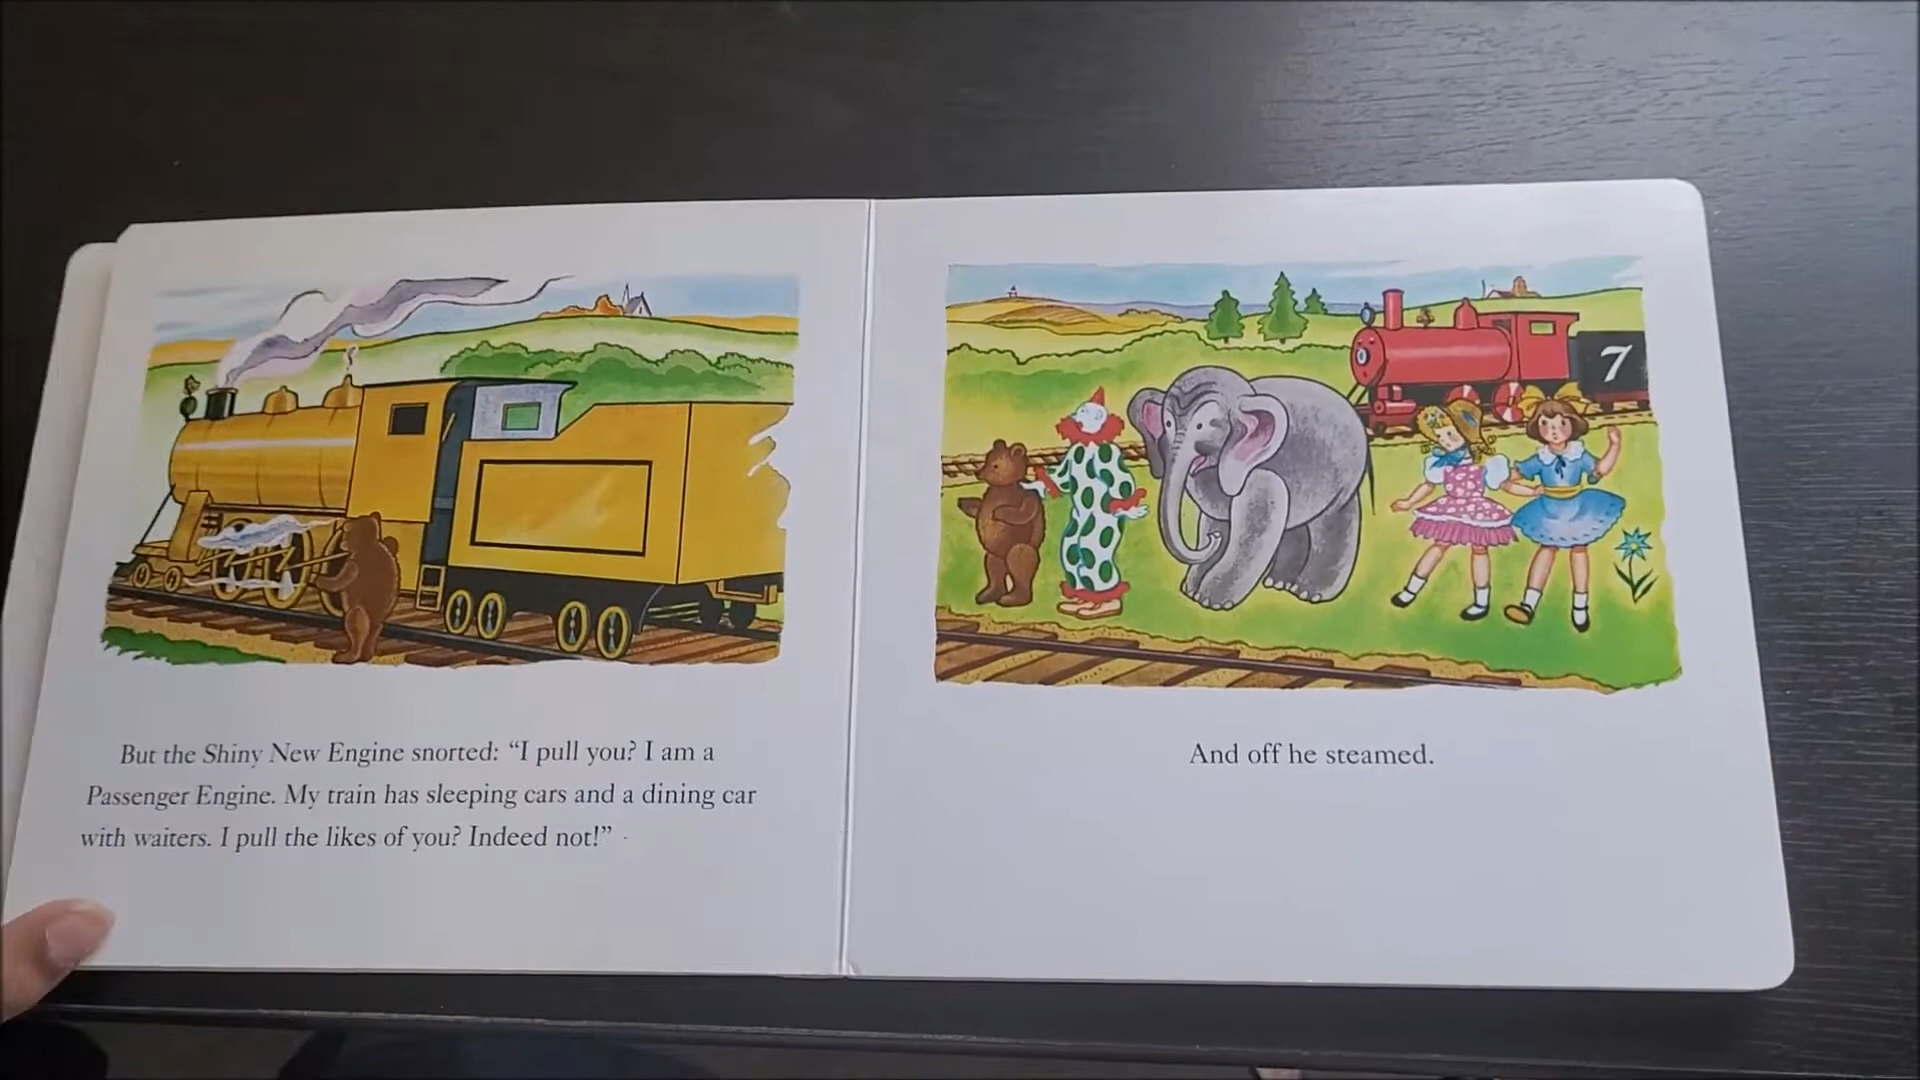 But the Shiny New Engine snorted: “I pull you? I am a
Passenger Engine. My train has sleeping cars and a dining car
with waiters. I pull the likes of you? Indeed not!”
7
And off he steamed.